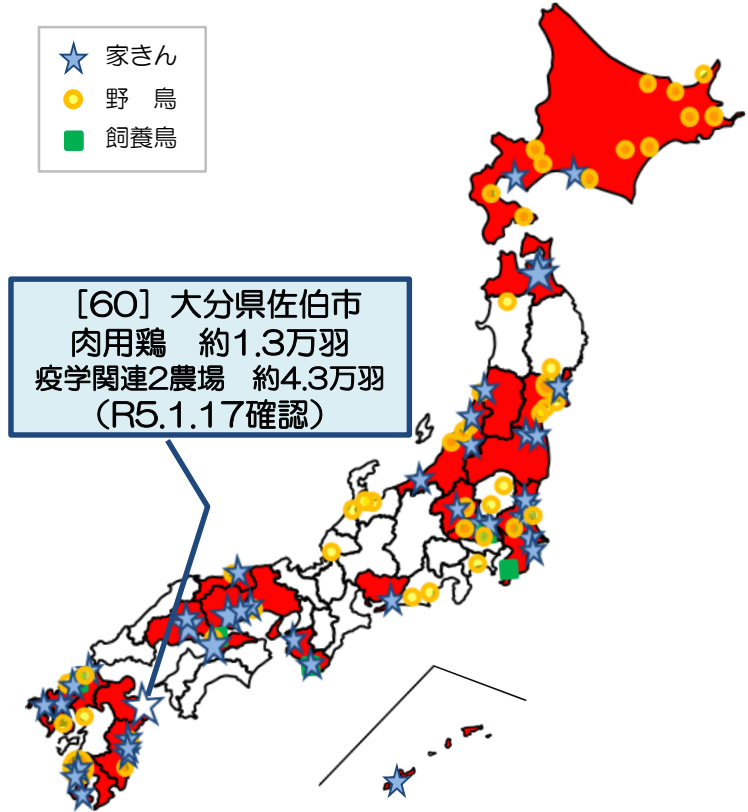 家きん
野　鳥
飼養鳥
［60］大分県佐伯市
肉用鶏　約1.3万羽
疫学関連2農場　約4.3万羽
（R5.1.17確認）